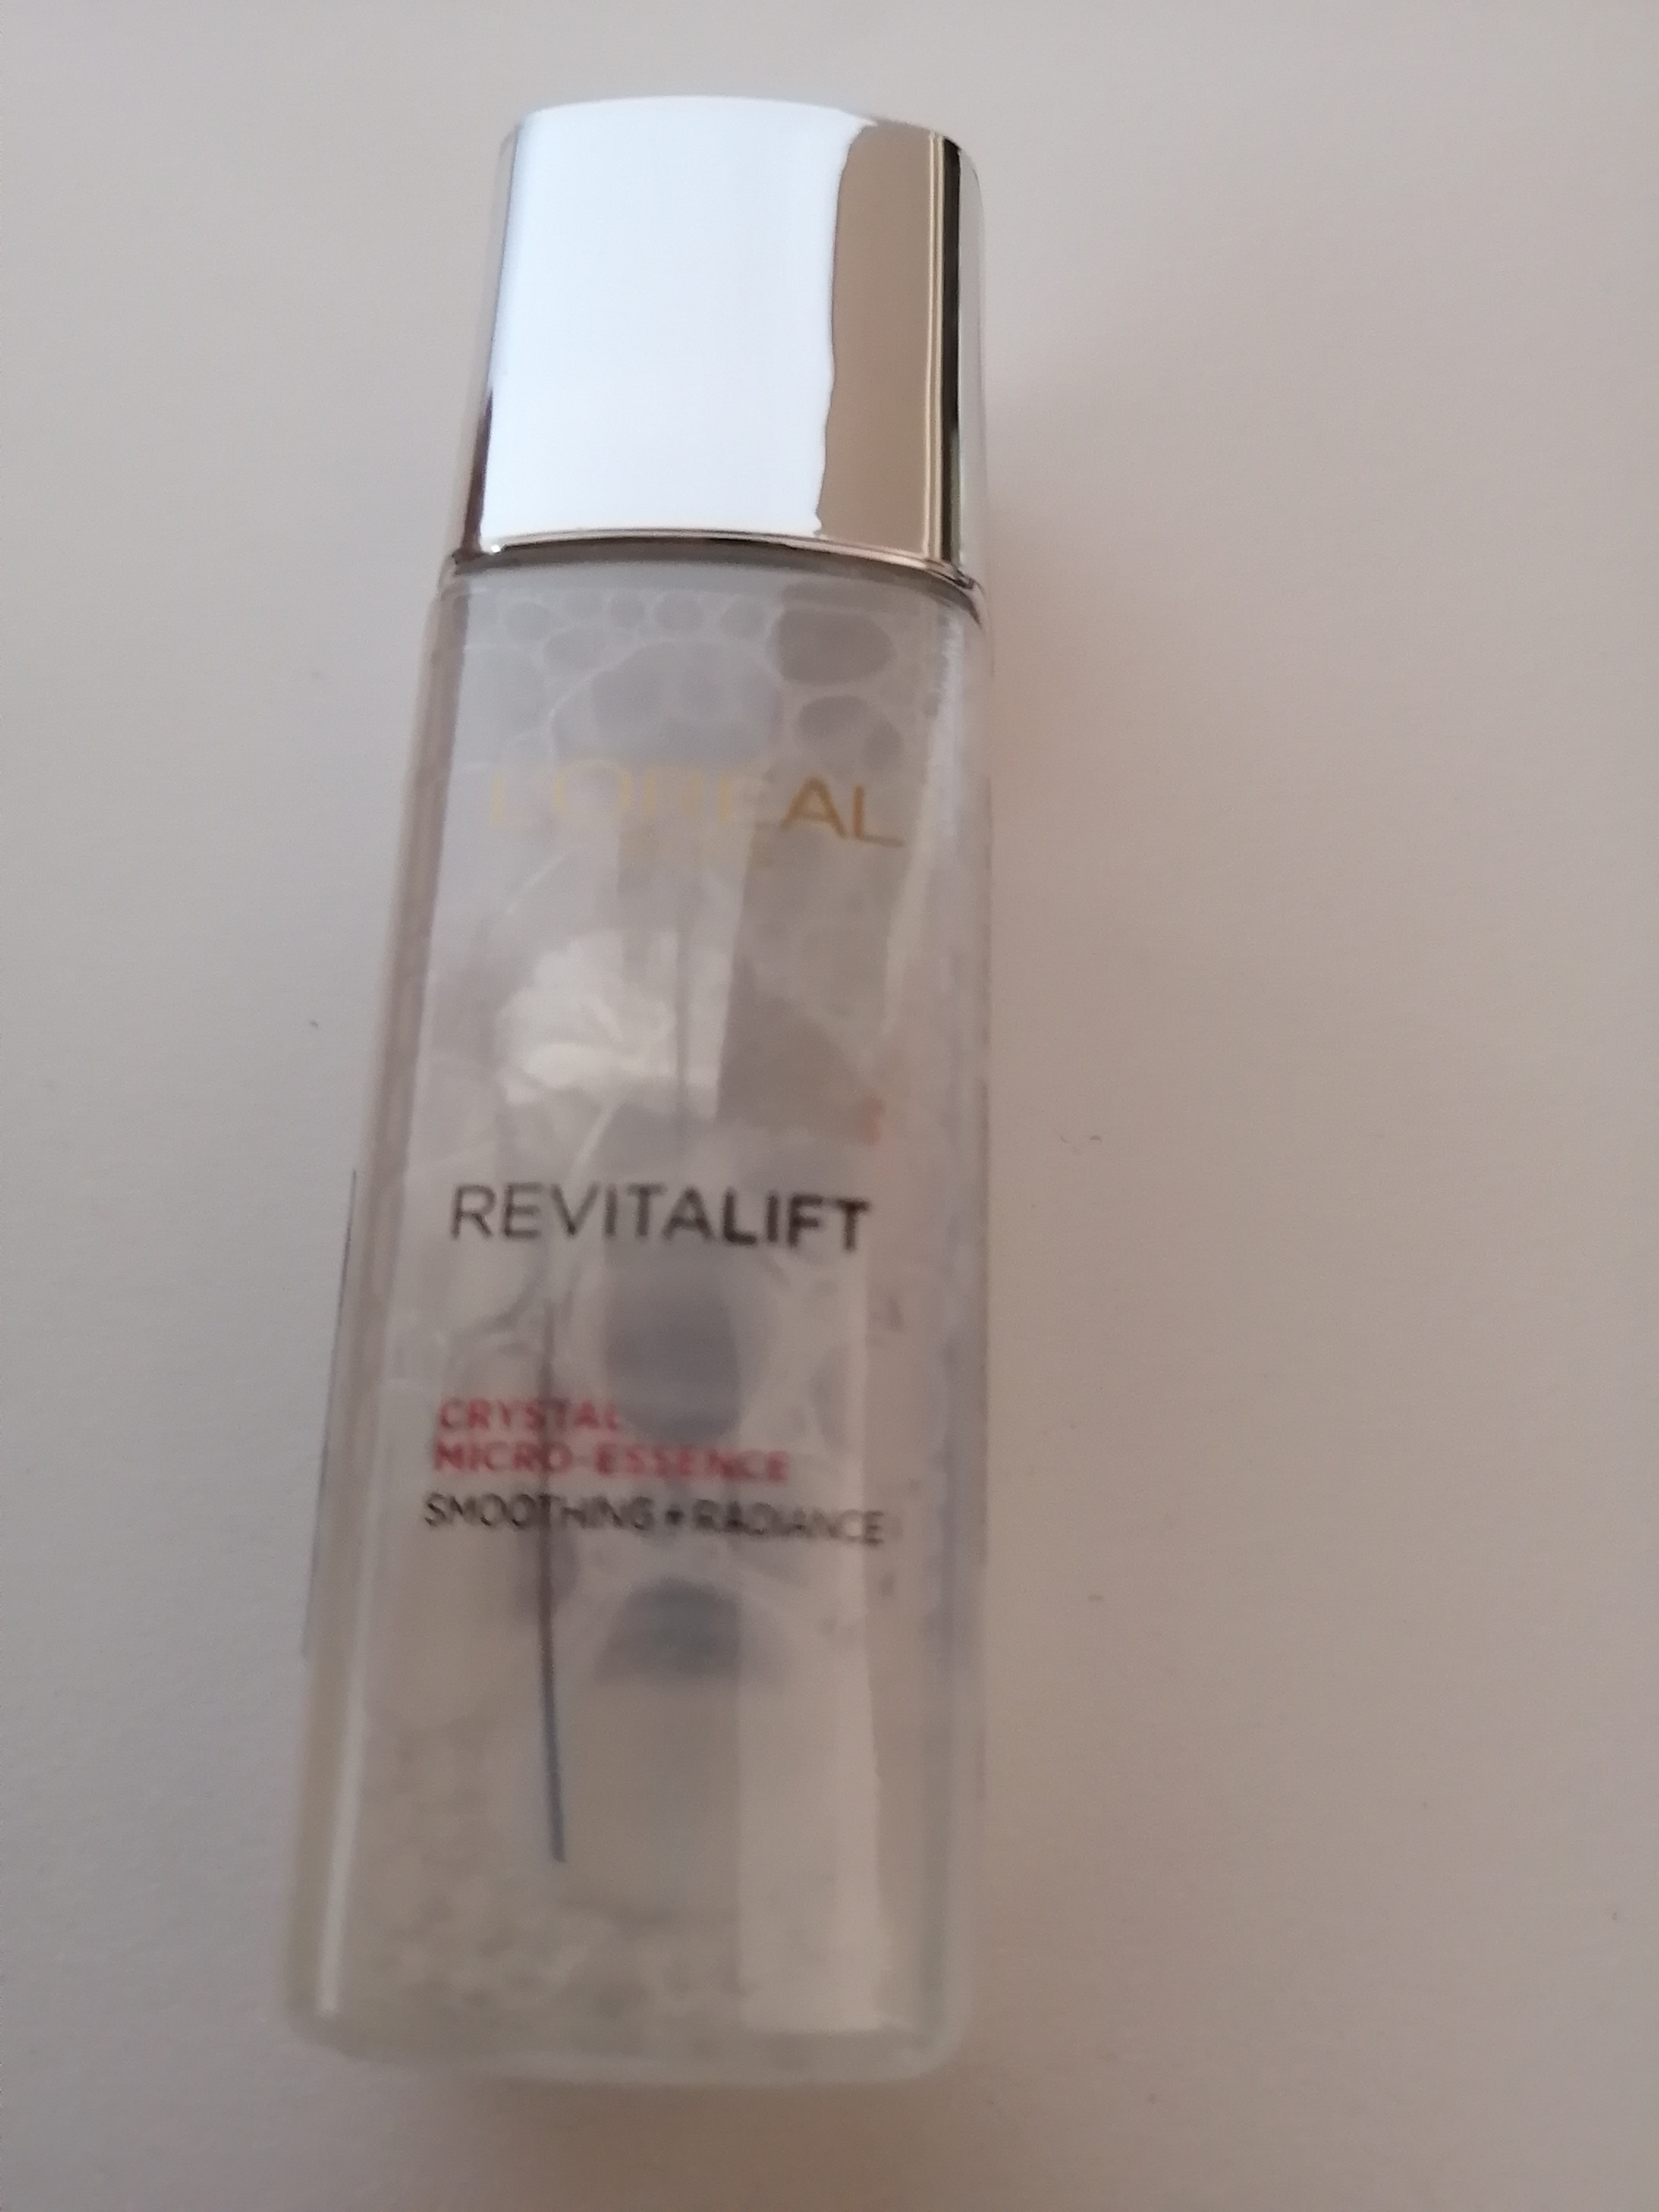 L'ORÉAL
REVITALIFT
CRYSTAL
MICRO-ESSENCE
SMOOTHING + RADIANCE